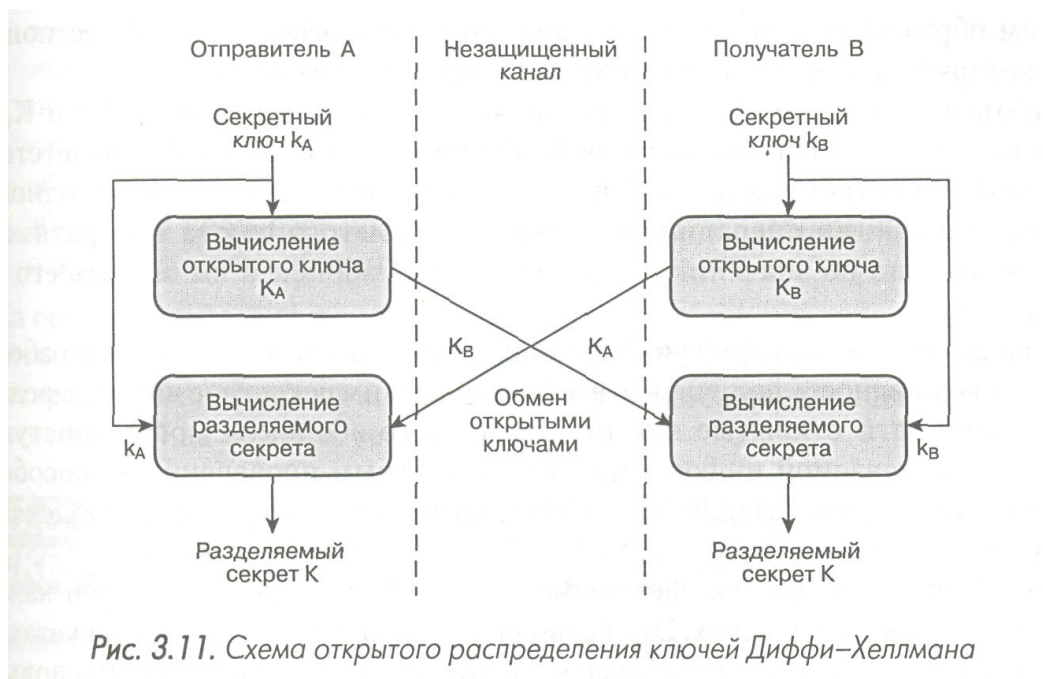 Отправитель A
Незащищенный
канал
Получатель B
Секретный
ключ kA
Секретный
ключ kB
Вычисление
открытого ключа
KA
Вычисление
открытого ключа
KB
KB
KA
Вычисление
разделяемого
секрета
Обмен
открытыми
ключами
Вычисление
разделяемого
секрета
kA
kB
Разделяемый
секрет K
Разделяемый
секрет K
Рис. 3.11. Схема открытого распределения ключей Диффи–Хеллмана